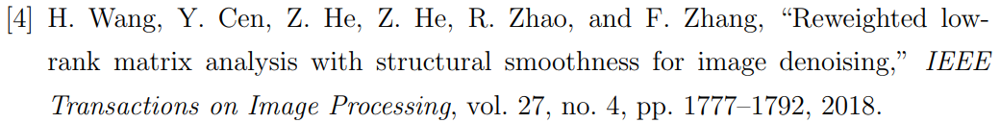 [4] H. Wang, Y. Cen, Z. He, Z. He, R. Zhao, and F. Zhang, “Reweighted low-
rank matrix analysis with structural smoothness for image denoising,” IEEE
Transactions on Image Processing, vol. 27, no. 4, pp. 1777–1792, 2018.